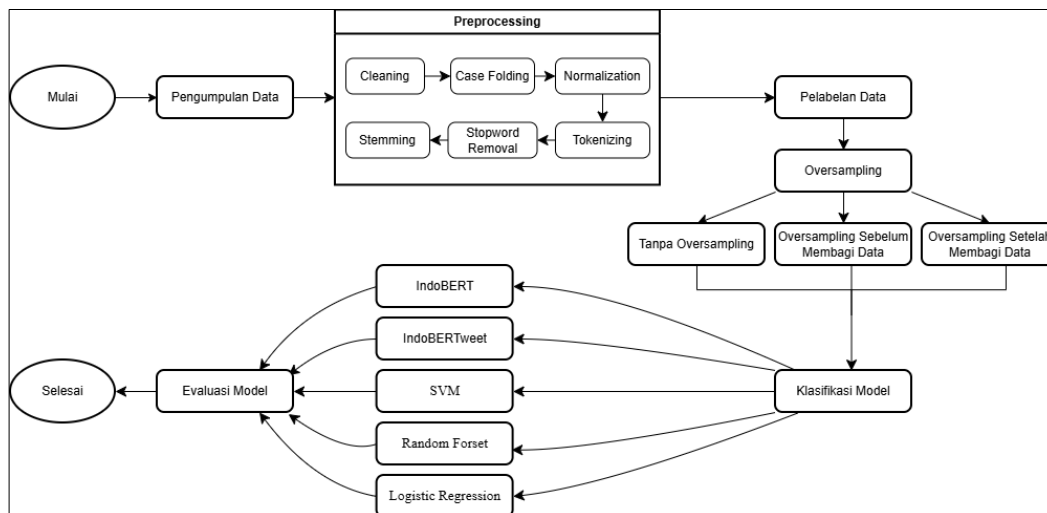 Preprocessing
Mulai
Pengumpulan Data
Cleaning
Case Folding
Normalization
Stemming
Stopword
Removal
Tokenizing
Pelabelan Data
Oversampling
Tanpa Oversampling
Oversampling Sebelum
Membagi Data
Oversampling Setelah
Membagi Data
IndoBERT
IndoBERTweet
Selesai
Evaluasi Model
SVM
Klasifikasi Model
Random Forset
Logistic Regression